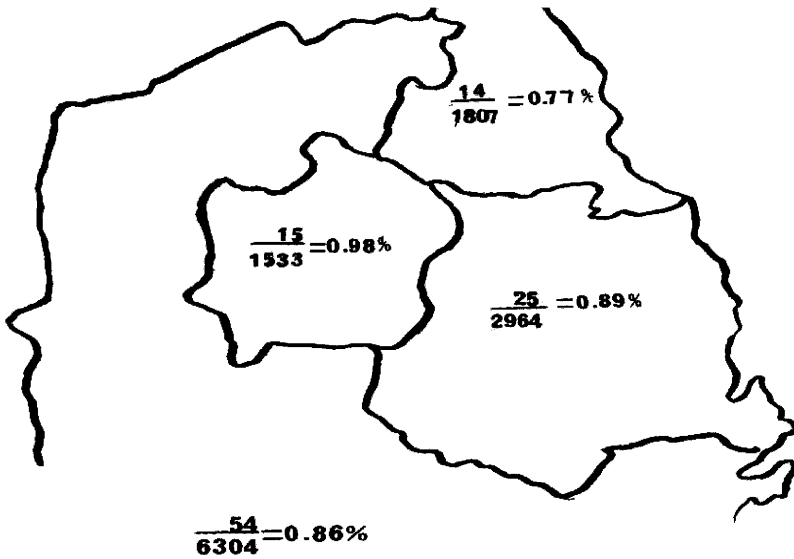 14
1807 = 0.77 %
15
1533 = 0.98%
25
2964 = 0.89%
54
6304 = 0.86%